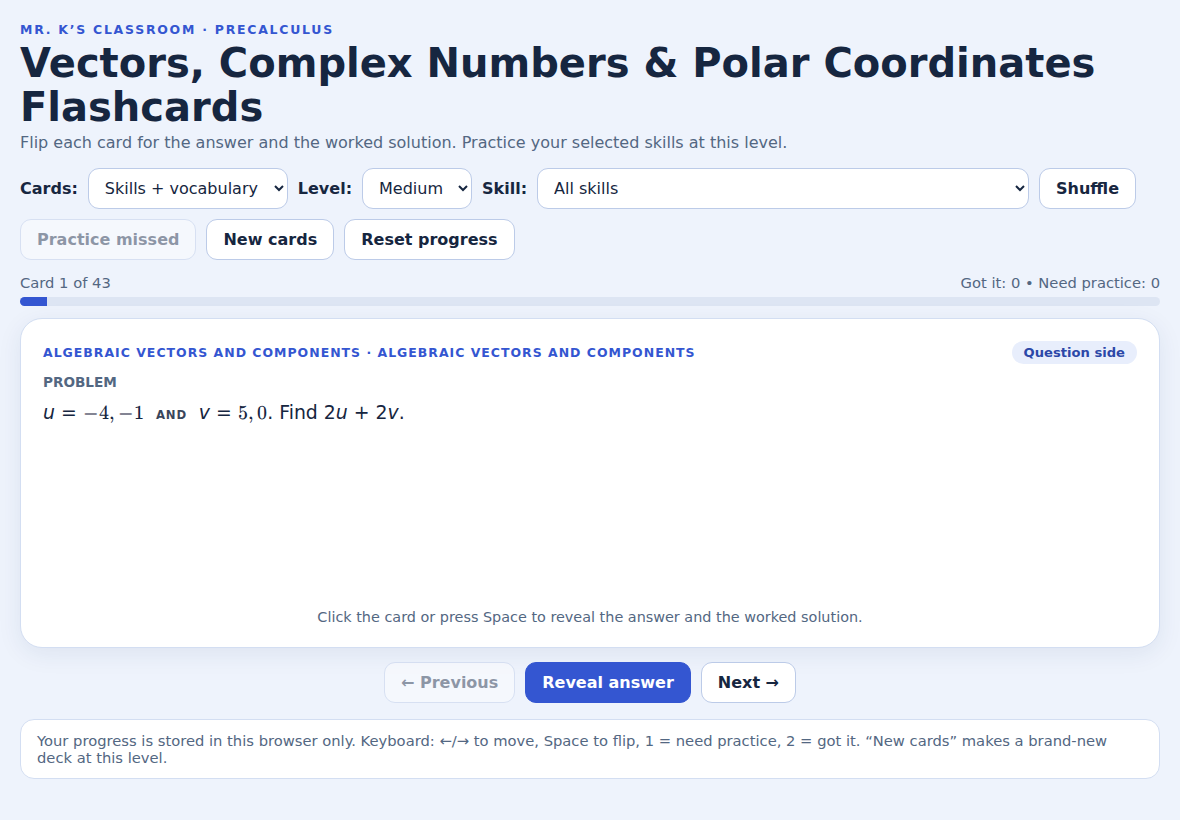 MR. K’S CLASSROOM · PRECALCULUS
Vectors, Complex Numbers & Polar Coordinates
Flashcards
Flip each card for the answer and the worked solution. Practice your selected skills at this level.
Cards: Skills + vocabulary Level: Medium Skill: All skills Shuffle
Practice missed New cards Reset progress
Card 1 of 43 Got it: 0 • Need practice: 0
ALGEBRAIC VECTORS AND COMPONENTS · ALGEBRAIC VECTORS AND COMPONENTS Question side
PROBLEM
u = −4, −1 AND v = 5, 0. Find 2u + 2v.
Click the card or press Space to reveal the answer and the worked solution.
← Previous Reveal answer Next →
Your progress is stored in this browser only. Keyboard: ←/→ to move, Space to flip, 1 = need practice, 2 = got it. “New cards” makes a brand-new
deck at this level.